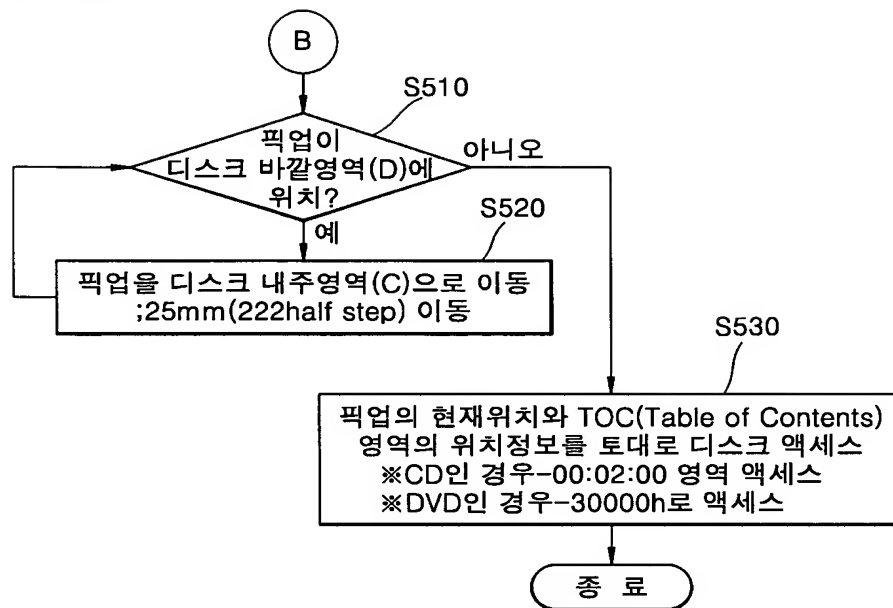 B
S510
픽업이
디스크 바깥영역(D)에
위치?
아니오
예
S520
픽업을 디스크 내주영역(C)으로 이동
;25mm(222half step) 이동
S530
픽업의 현재위치와 TOC(Table of Contents)
영역의 위치정보를 토대로 디스크 액세스
※CD인 경우-00:02:00 영역 액세스
※DVD인 경우-30000h로 액세스
종 료